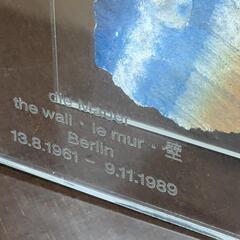 die Mauer
the wall · le mur · 壁
Berlin
13.8.1961 – 9.11.1989